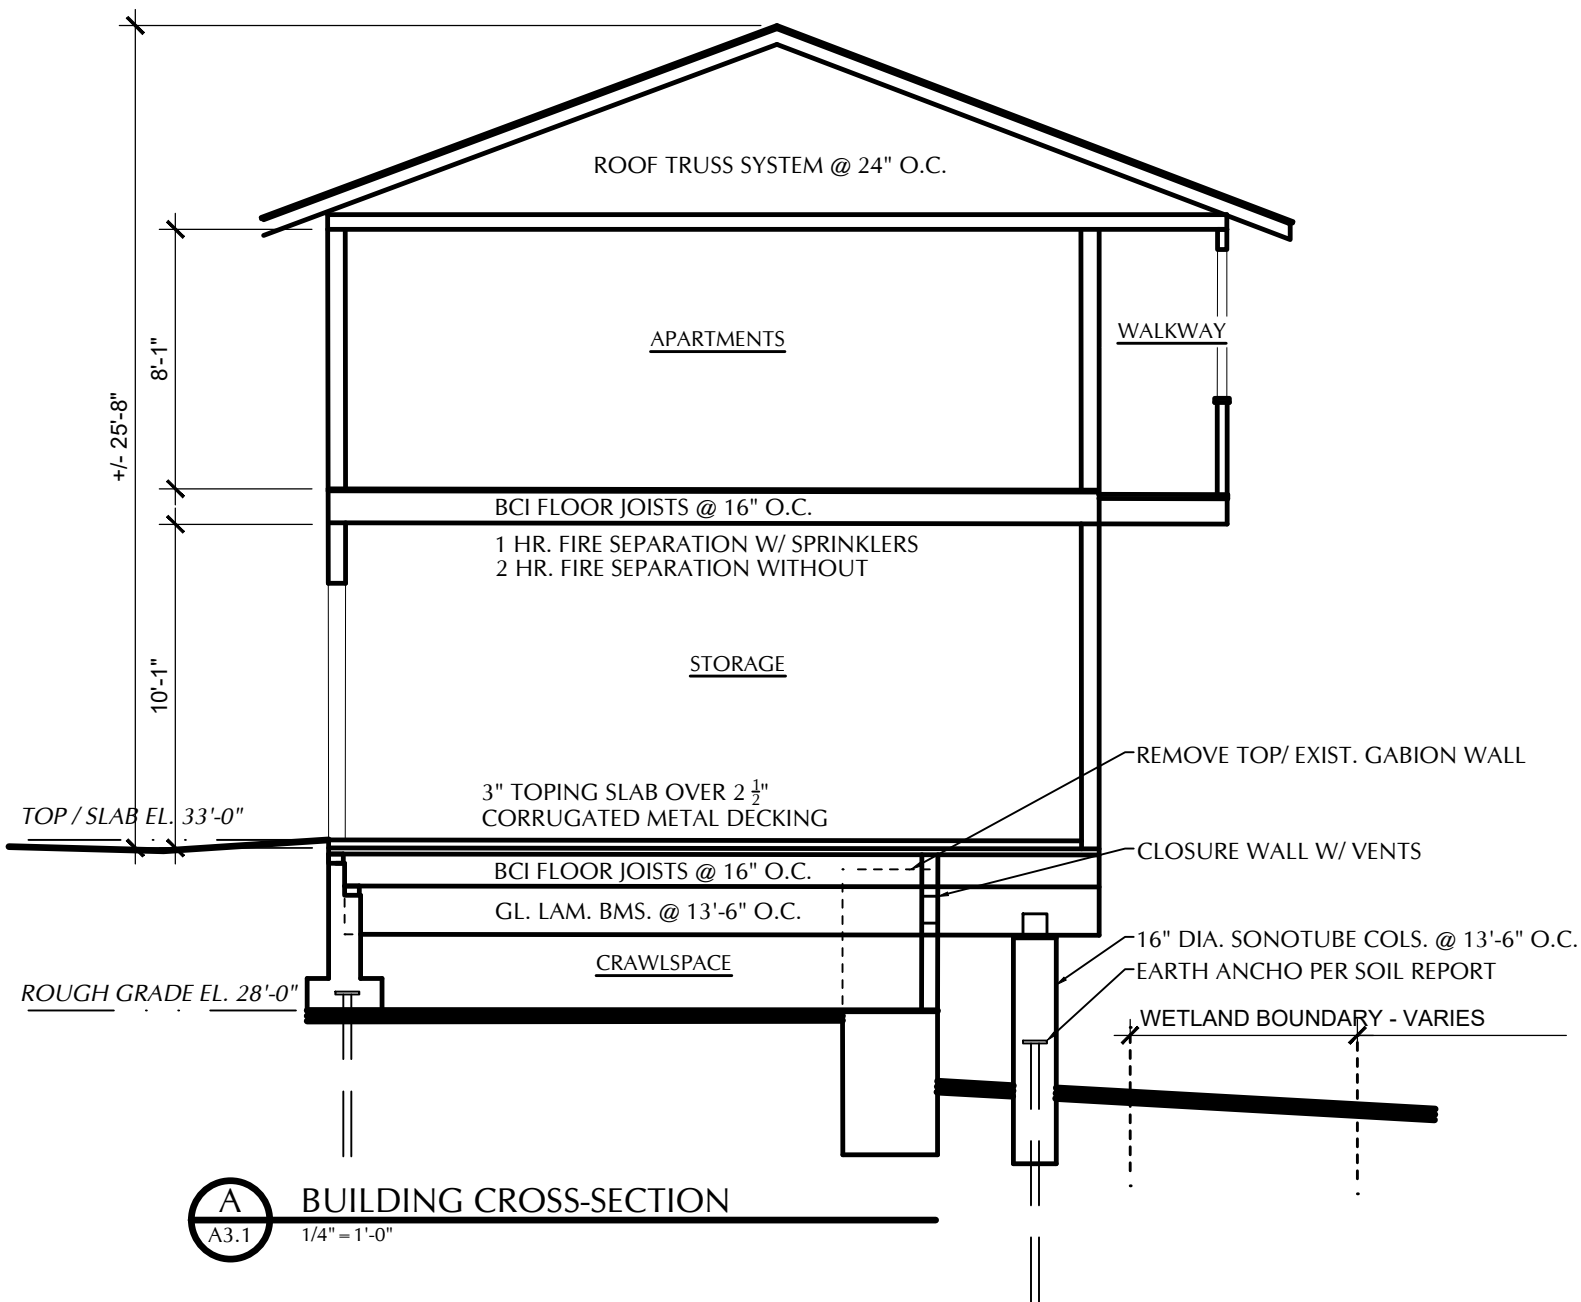 ROOF TRUSS SYSTEM @ 24" O.C.
8'-1"
+/- 25'-8"
APARTMENTS
WALKWAY
BCI FLOOR JOISTS @ 16" O.C.
1 HR. FIRE SEPARATION W/ SPRINKLERS
2 HR. FIRE SEPARATION WITHOUT
10'-1"
STORAGE
REMOVE TOP/ EXIST. GABION WALL
3" TOPING SLAB OVER 2 1/2"
CORRUGATED METAL DECKING
TOP / SLAB EL. 33'-0"
CLOSURE WALL W/ VENTS
BCI FLOOR JOISTS @ 16" O.C.
GL. LAM. BMS. @ 13'-6" O.C.
16" DIA. SONOTUBE COLS. @ 13'-6" O.C.
CRAWLSPACE
EARTH ANCHO PER SOIL REPORT
ROUGH GRADE EL. 28'-0"
WETLAND BOUNDARY - VARIES
A
A3.1
BUILDING CROSS-SECTION
1/4" = 1'-0"